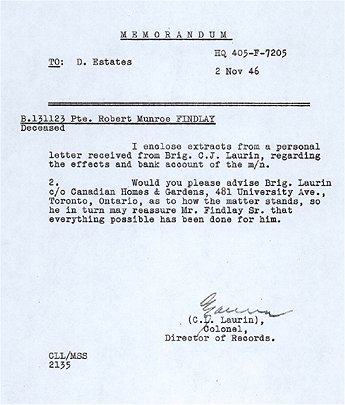 MEMORANDUM
HQ 405-F-7205
TO: D. Estates
2 Nov 46
B.131123 Pte. Robert Munroe FINDLAY
Deceased
I enclose extracts from a personal
letter received from Brig. C.J. Laurin, regarding
the effects and bank account of the m/n.
2. Would you please advise Brig. Laurin
c/o Canadian Homes & Gardens, 481 University Ave.,
Toronto, Ontario, as to how the matter stands, so
he in turn may reassure Mr. Findlay Sr. that
everything possible has been done for him.
(C.L. Laurin),
Colonel,
Director of Records.
CLL/MSS
2135